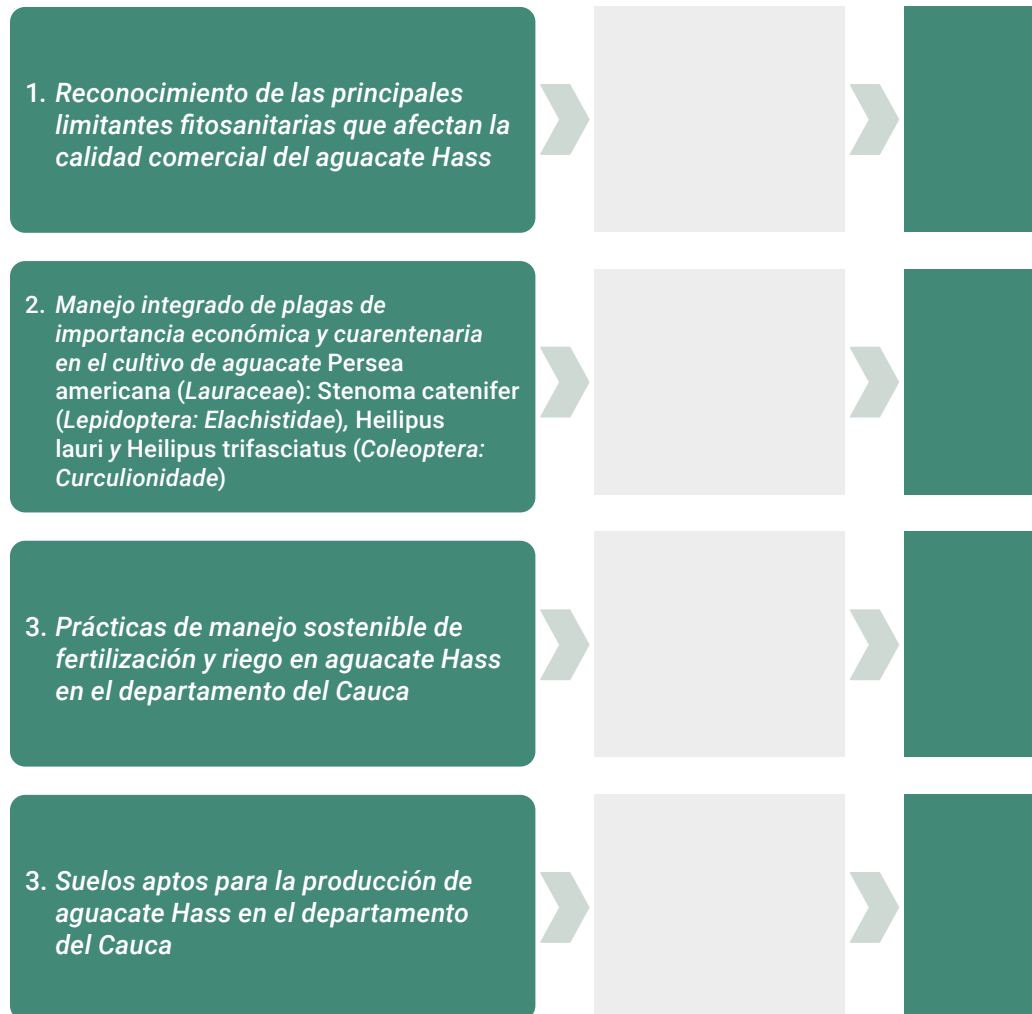 1. Reconocimiento de las principales
limitantes fitosanitarias que afectan la
calidad comercial del aguacate Hass
2. Manejo integrado de plagas de
importancia económica y cuarentenaria
en el cultivo de aguacate Persea
americana (Lauraceae): Stenoma catenifer
(Lepidoptera: Elachistidae), Heilipus
lauri y Heilipus trifasciatus (Coleoptera:
Curculionidade)
3. Prácticas de manejo sostenible de
fertilización y riego en aguacate Hass
en el departamento del Cauca
3. Suelos aptos para la producción de
aguacate Hass en el departamento
del Cauca